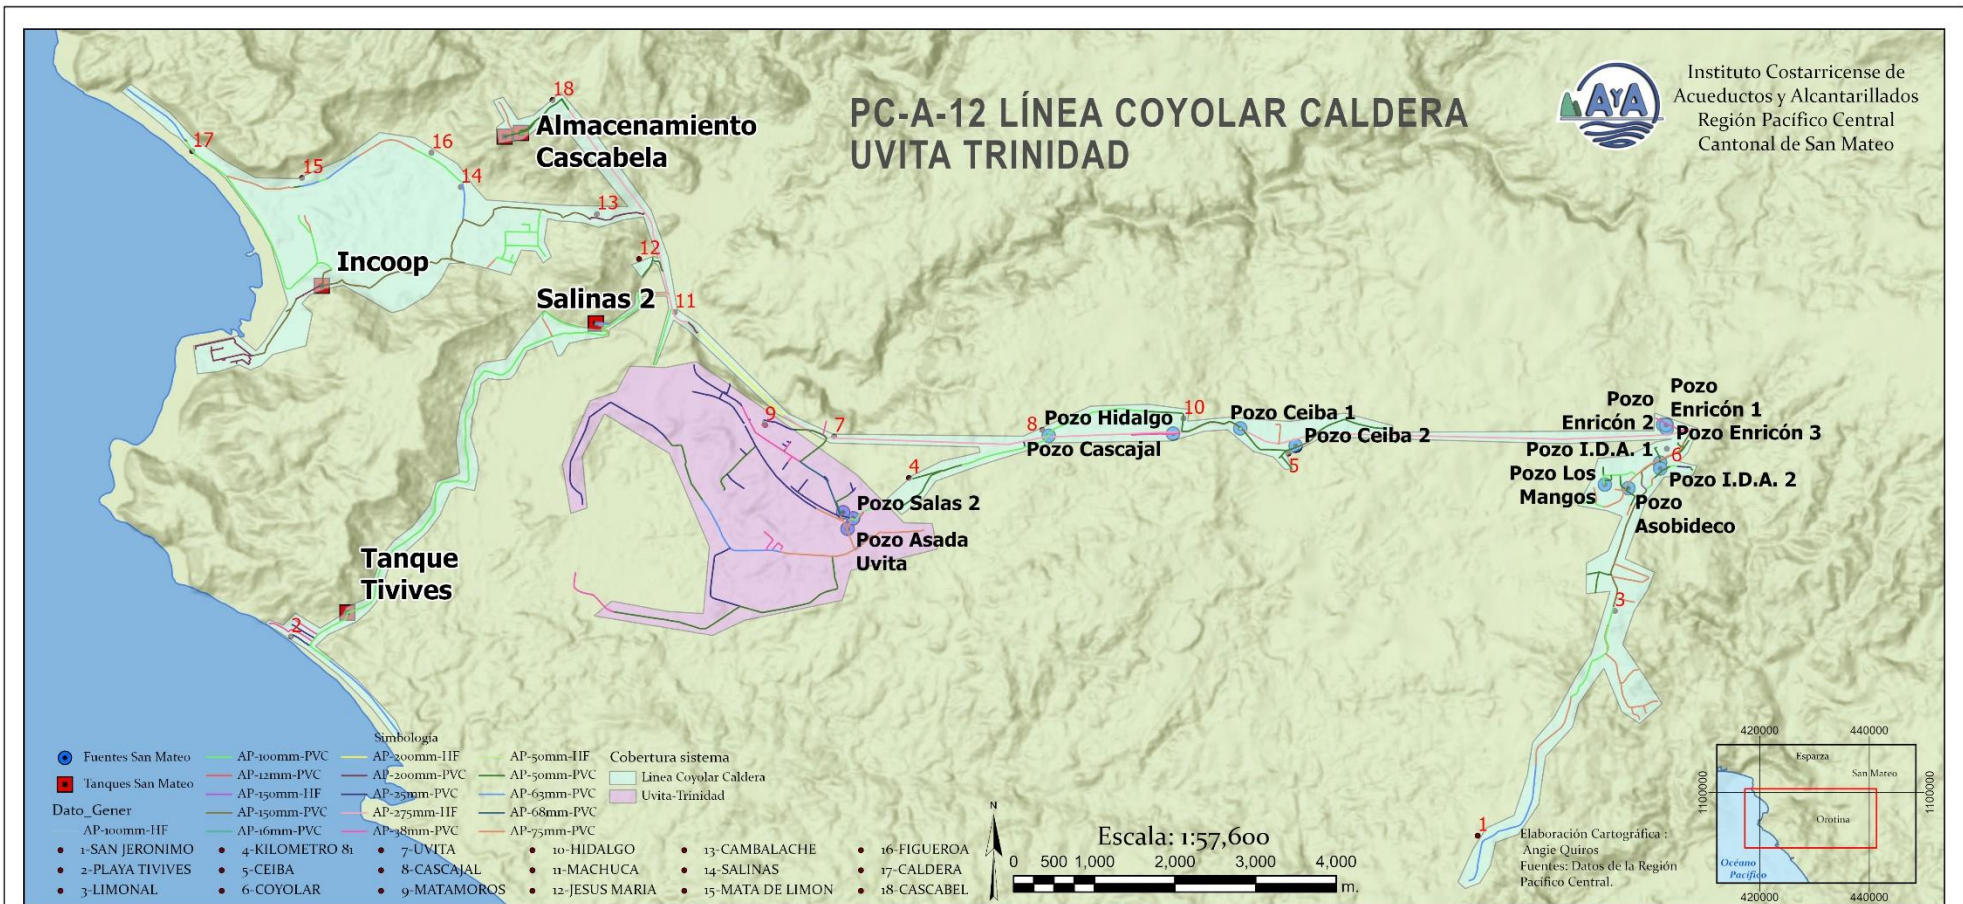 PC-A-12 LÍNEA COYOLAR CALDERA
UVITA TRINIDAD
AyA
Instituto Costarricense de
Acueductos y Alcantarillados
Región Pacífico Central
Cantonal de San Mateo
18
Almacenamiento
Cascabela
17
16
15
14
13
12
Incoop
Salinas 2
11
9
7
8
Pozo Hidalgo
10
Pozo Cascajal
Pozo Ceiba 1
Pozo Ceiba 2
5
4
Pozo
Enricón 2
Pozo
Enricón 1
Pozo Enricón 3
Pozo I.D.A. 1
6
Pozo Los
Mangos
Pozo I.D.A. 2
Pozo
Asobideco
Pozo Salas 2
Pozo Asada
Uvita
Tanque
Tivives
2
3
1
Simbología
Fuentes San Mateo
Tanques San Mateo
Dato_Gener
AP-100mm-HF
AP-100mm-PVC
AP-12mm-PVC
AP-150mm-HF
AP-150mm-PVC
AP-16mm-PVC
AP-200mm-HF
AP-200mm-PVC
AP-25mm-PVC
AP-275mm-HF
AP-38mm-PVC
AP-50mm-HF
AP-50mm-PVC
AP-63mm-PVC
AP-68mm-PVC
AP-75mm-PVC
Cobertura sistema
Linea Coyolar Caldera
Uvita-Trinidad
1-SAN JERONIMO
2-PLAYA TIVIVES
3-LIMONAL
4-KILOMETRO 81
5-CEIBA
6-COYOLAR
7-UVITA
8-CASCAJAL
9-MATAMOROS
10-HIDALGO
11-MACHUCA
12-JESUS MARIA
13-CAMBALACHE
14-SALINAS
15-MATA DE LIMON
16-FIGUEROA
17-CALDERA
18-CASCABEL
N
Escala: 1:57,600
0 500 1,000 2,000 3,000 4,000
m.
Elaboración Cartográfica :
Angie Quiros
Fuentes: Datos de la Región
Pacífico Central.
420000 440000
Esparza
San Mateo
1100000
1100000
Orotina
Océano
Pacífico
420000 440000